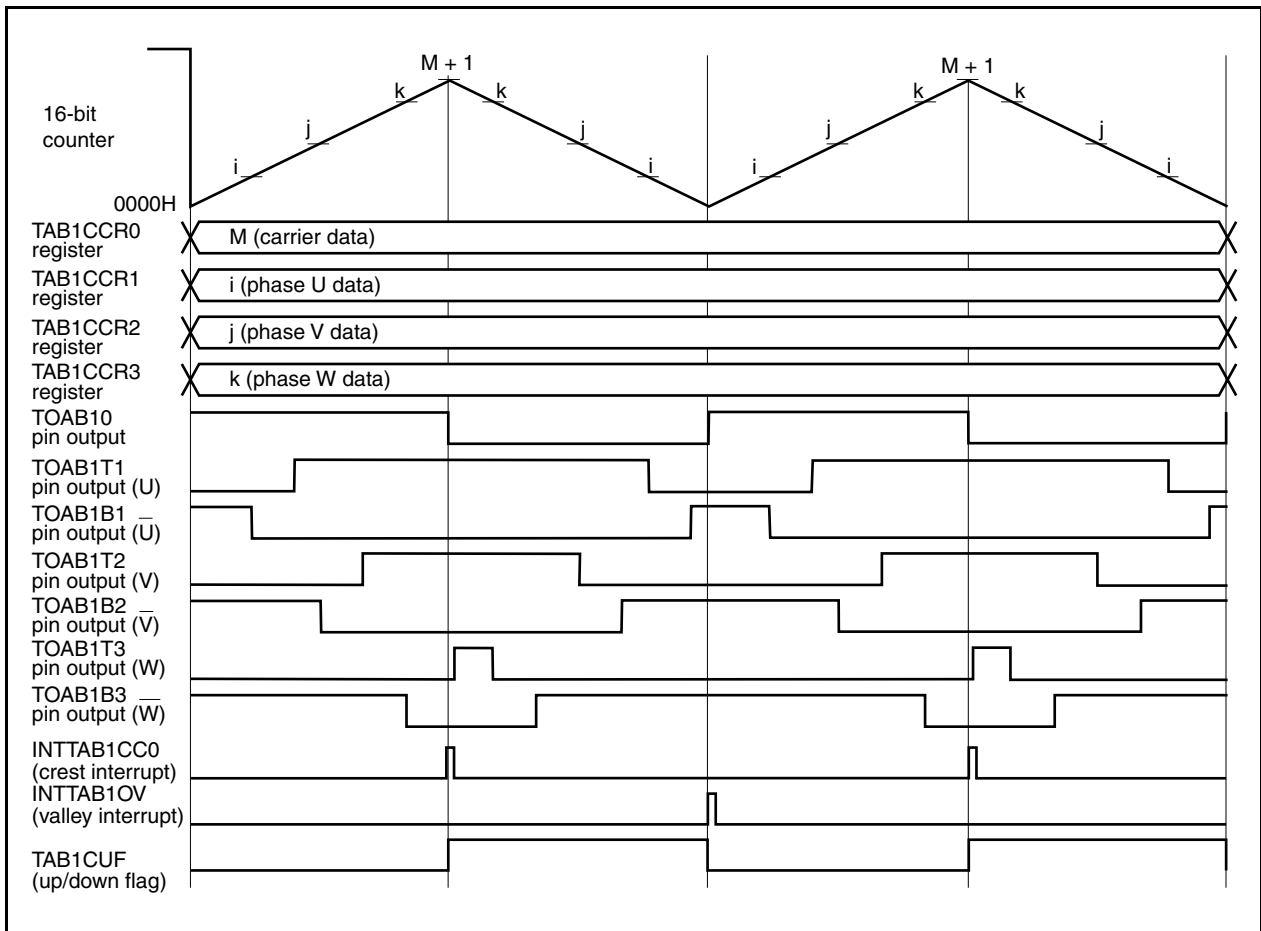 M + 1
M + 1
k
k
k
k
16-bit
counter
j
j
j
j
i
i
i
i
0000H
TAB1CCR0
register
M (carrier data)
TAB1CCR1
register
i (phase U data)
TAB1CCR2
register
j (phase V data)
TAB1CCR3
register
k (phase W data)
TOAB10
pin output
TOAB1T1
pin output (U)
TOAB1B1
pin output (U̅)
TOAB1T2
pin output (V)
TOAB1B2
pin output (V̅)
TOAB1T3
pin output (W)
TOAB1B3
pin output (W̅)
INTTAB1CC0
(crest interrupt)
INTTAB1OV
(valley interrupt)
TAB1CUF
(up/down flag)